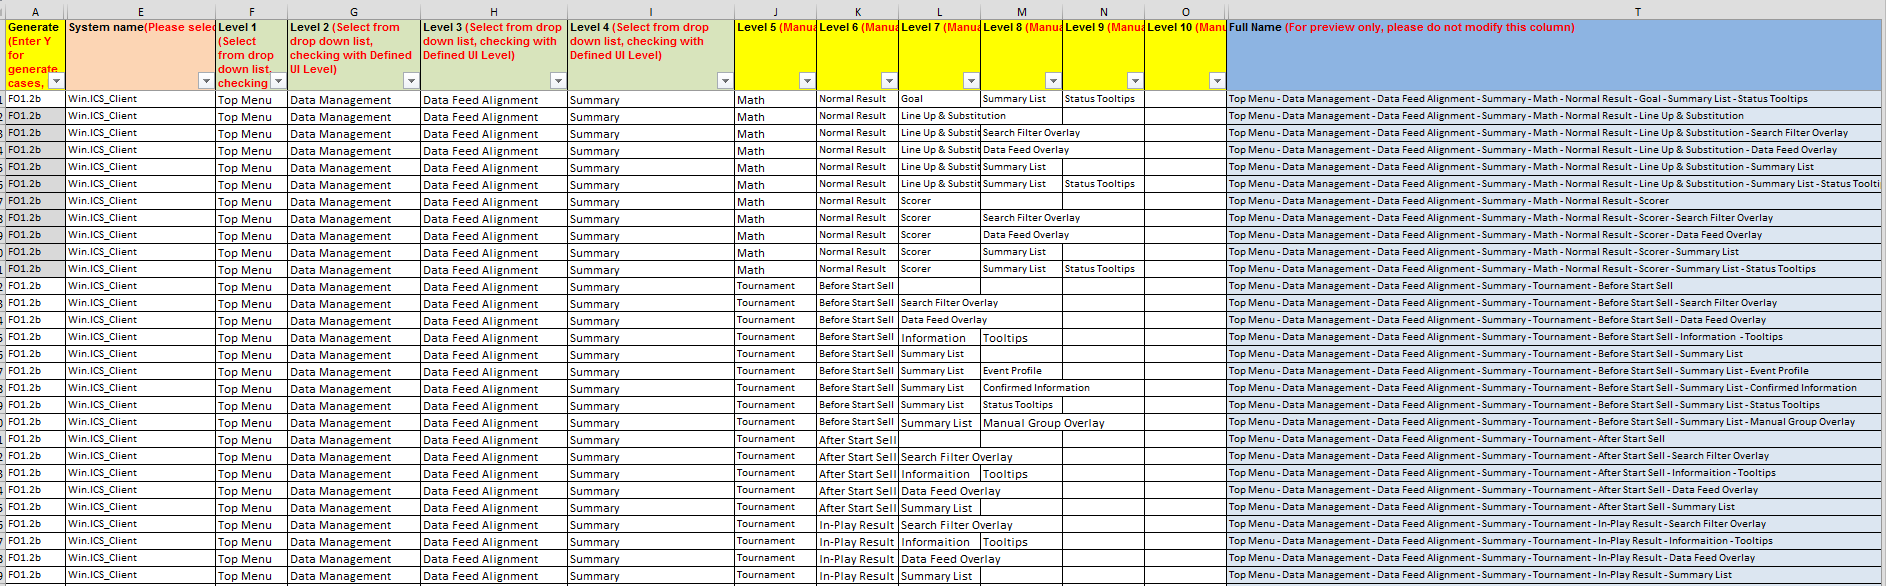 A E F G H I J K L M N O T
Generate (Enter Y for generate cases,
System name(Please selec
Level 1 (Select from drop down list, checking
Level 2 (Select from drop down list, checking with Defined UI Level)
Level 3 (Select from drop down list, checking with Defined UI Level)
Level 4 (Select from drop down list, checking with Defined UI Level)
Level 5 (Manua
Level 6 (Manua
Level 7 (Manua
Level 8 (Manua
Level 9 (Manua
Level 10 (Manu
Full Name (For preview only, please do not modify this column)
FO1.2b Win.ICS_Client Top Menu Data Management Data Feed Alignment Summary Math Normal Result Goal Summary List Status Tooltips Top Menu - Data Management - Data Feed Alignment - Summary - Math - Normal Result - Goal - Summary List - Status Tooltips
FO1.2b Win.ICS_Client Top Menu Data Management Data Feed Alignment Summary Math Normal Result Line Up & Substitution Top Menu - Data Management - Data Feed Alignment - Summary - Math - Normal Result - Line Up & Substitution
FO1.2b Win.ICS_Client Top Menu Data Management Data Feed Alignment Summary Math Normal Result Line Up & Substit Search Filter Overlay Top Menu - Data Management - Data Feed Alignment - Summary - Math - Normal Result - Line Up & Substitution - Search Filter Overlay
FO1.2b Win.ICS_Client Top Menu Data Management Data Feed Alignment Summary Math Normal Result Line Up & Substit Data Feed Overlay Top Menu - Data Management - Data Feed Alignment - Summary - Math - Normal Result - Line Up & Substitution - Data Feed Overlay
FO1.2b Win.ICS_Client Top Menu Data Management Data Feed Alignment Summary Math Normal Result Line Up & Substit Summary List Top Menu - Data Management - Data Feed Alignment - Summary - Math - Normal Result - Line Up & Substitution - Summary List
FO1.2b Win.ICS_Client Top Menu Data Management Data Feed Alignment Summary Math Normal Result Line Up & Substit Summary List Status Tooltips Top Menu - Data Management - Data Feed Alignment - Summary - Math - Normal Result - Line Up & Substitution - Summary List - Status Toolti
FO1.2b Win.ICS_Client Top Menu Data Management Data Feed Alignment Summary Math Normal Result Scorer Top Menu - Data Management - Data Feed Alignment - Summary - Math - Normal Result - Scorer
FO1.2b Win.ICS_Client Top Menu Data Management Data Feed Alignment Summary Math Normal Result Scorer Search Filter Overlay Top Menu - Data Management - Data Feed Alignment - Summary - Math - Normal Result - Scorer - Search Filter Overlay
FO1.2b Win.ICS_Client Top Menu Data Management Data Feed Alignment Summary Math Normal Result Scorer Data Feed Overlay Top Menu - Data Management - Data Feed Alignment - Summary - Math - Normal Result - Scorer - Data Feed Overlay
FO1.2b Win.ICS_Client Top Menu Data Management Data Feed Alignment Summary Math Normal Result Scorer Summary List Top Menu - Data Management - Data Feed Alignment - Summary - Math - Normal Result - Scorer - Summary List
FO1.2b Win.ICS_Client Top Menu Data Management Data Feed Alignment Summary Math Normal Result Scorer Summary List Status Tooltips Top Menu - Data Management - Data Feed Alignment - Summary - Math - Normal Result - Scorer - Summary List - Status Tooltips
FO1.2b Win.ICS_Client Top Menu Data Management Data Feed Alignment Summary Tournament Before Start Sell Top Menu - Data Management - Data Feed Alignment - Summary - Tournament - Before Start Sell
FO1.2b Win.ICS_Client Top Menu Data Management Data Feed Alignment Summary Tournament Before Start Sell Search Filter Overlay Top Menu - Data Management - Data Feed Alignment - Summary - Tournament - Before Start Sell - Search Filter Overlay
FO1.2b Win.ICS_Client Top Menu Data Management Data Feed Alignment Summary Tournament Before Start Sell Data Feed Overlay Top Menu - Data Management - Data Feed Alignment - Summary - Tournament - Before Start Sell - Data Feed Overlay
FO1.2b Win.ICS_Client Top Menu Data Management Data Feed Alignment Summary Tournament Before Start Sell Information Tooltips Top Menu - Data Management - Data Feed Alignment - Summary - Tournament - Before Start Sell - Information - Tooltips
FO1.2b Win.ICS_Client Top Menu Data Management Data Feed Alignment Summary Tournament Before Start Sell Summary List Top Menu - Data Management - Data Feed Alignment - Summary - Tournament - Before Start Sell - Summary List
FO1.2b Win.ICS_Client Top Menu Data Management Data Feed Alignment Summary Tournament Before Start Sell Summary List Event Profile Top Menu - Data Management - Data Feed Alignment - Summary - Tournament - Before Start Sell - Summary List - Event Profile
FO1.2b Win.ICS_Client Top Menu Data Management Data Feed Alignment Summary Tournament Before Start Sell Summary List Confirmed Information Top Menu - Data Management - Data Feed Alignment - Summary - Tournament - Before Start Sell - Summary List - Confirmed Information
FO1.2b Win.ICS_Client Top Menu Data Management Data Feed Alignment Summary Tournament Before Start Sell Summary List Status Tooltips Top Menu - Data Management - Data Feed Alignment - Summary - Tournament - Before Start Sell - Summary List - Status Tooltips
FO1.2b Win.ICS_Client Top Menu Data Management Data Feed Alignment Summary Tournament Before Start Sell Summary List Manual Group Overlay Top Menu - Data Management - Data Feed Alignment - Summary - Tournament - Before Start Sell - Summary List - Manual Group Overlay
FO1.2b Win.ICS_Client Top Menu Data Management Data Feed Alignment Summary Tournament After Start Sell Top Menu - Data Management - Data Feed Alignment - Summary - Tournament - After Start Sell
FO1.2b Win.ICS_Client Top Menu Data Management Data Feed Alignment Summary Tournament After Start Sell Search Filter Overlay Top Menu - Data Management - Data Feed Alignment - Summary - Tournament - After Start Sell - Search Filter Overlay
FO1.2b Win.ICS_Client Top Menu Data Management Data Feed Alignment Summary Tournament After Start Sell Informaition Tooltips Top Menu - Data Management - Data Feed Alignment - Summary - Tournament - After Start Sell - Informaition - Tooltips
FO1.2b Win.ICS_Client Top Menu Data Management Data Feed Alignment Summary Tournament After Start Sell Data Feed Overlay Top Menu - Data Management - Data Feed Alignment - Summary - Tournament - After Start Sell - Data Feed Overlay
FO1.2b Win.ICS_Client Top Menu Data Management Data Feed Alignment Summary Tournament After Start Sell Summary List Top Menu - Data Management - Data Feed Alignment - Summary - Tournament - After Start Sell - Summary List
FO1.2b Win.ICS_Client Top Menu Data Management Data Feed Alignment Summary Tournament In-Play Result Search Filter Overlay Top Menu - Data Management - Data Feed Alignment - Summary - Tournament - In-Play Result - Search Filter Overlay
FO1.2b Win.ICS_Client Top Menu Data Management Data Feed Alignment Summary Tournament In-Play Result Informaition Tooltips Top Menu - Data Management - Data Feed Alignment - Summary - Tournament - In-Play Result - Informaition - Tooltips
FO1.2b Win.ICS_Client Top Menu Data Management Data Feed Alignment Summary Tournament In-Play Result Data Feed Overlay Top Menu - Data Management - Data Feed Alignment - Summary - Tournament - In-Play Result - Data Feed Overlay
FO1.2b Win.ICS_Client Top Menu Data Management Data Feed Alignment Summary Tournament In-Play Result Summary List Top Menu - Data Management - Data Feed Alignment - Summary - Tournament - In-Play Result - Summary List